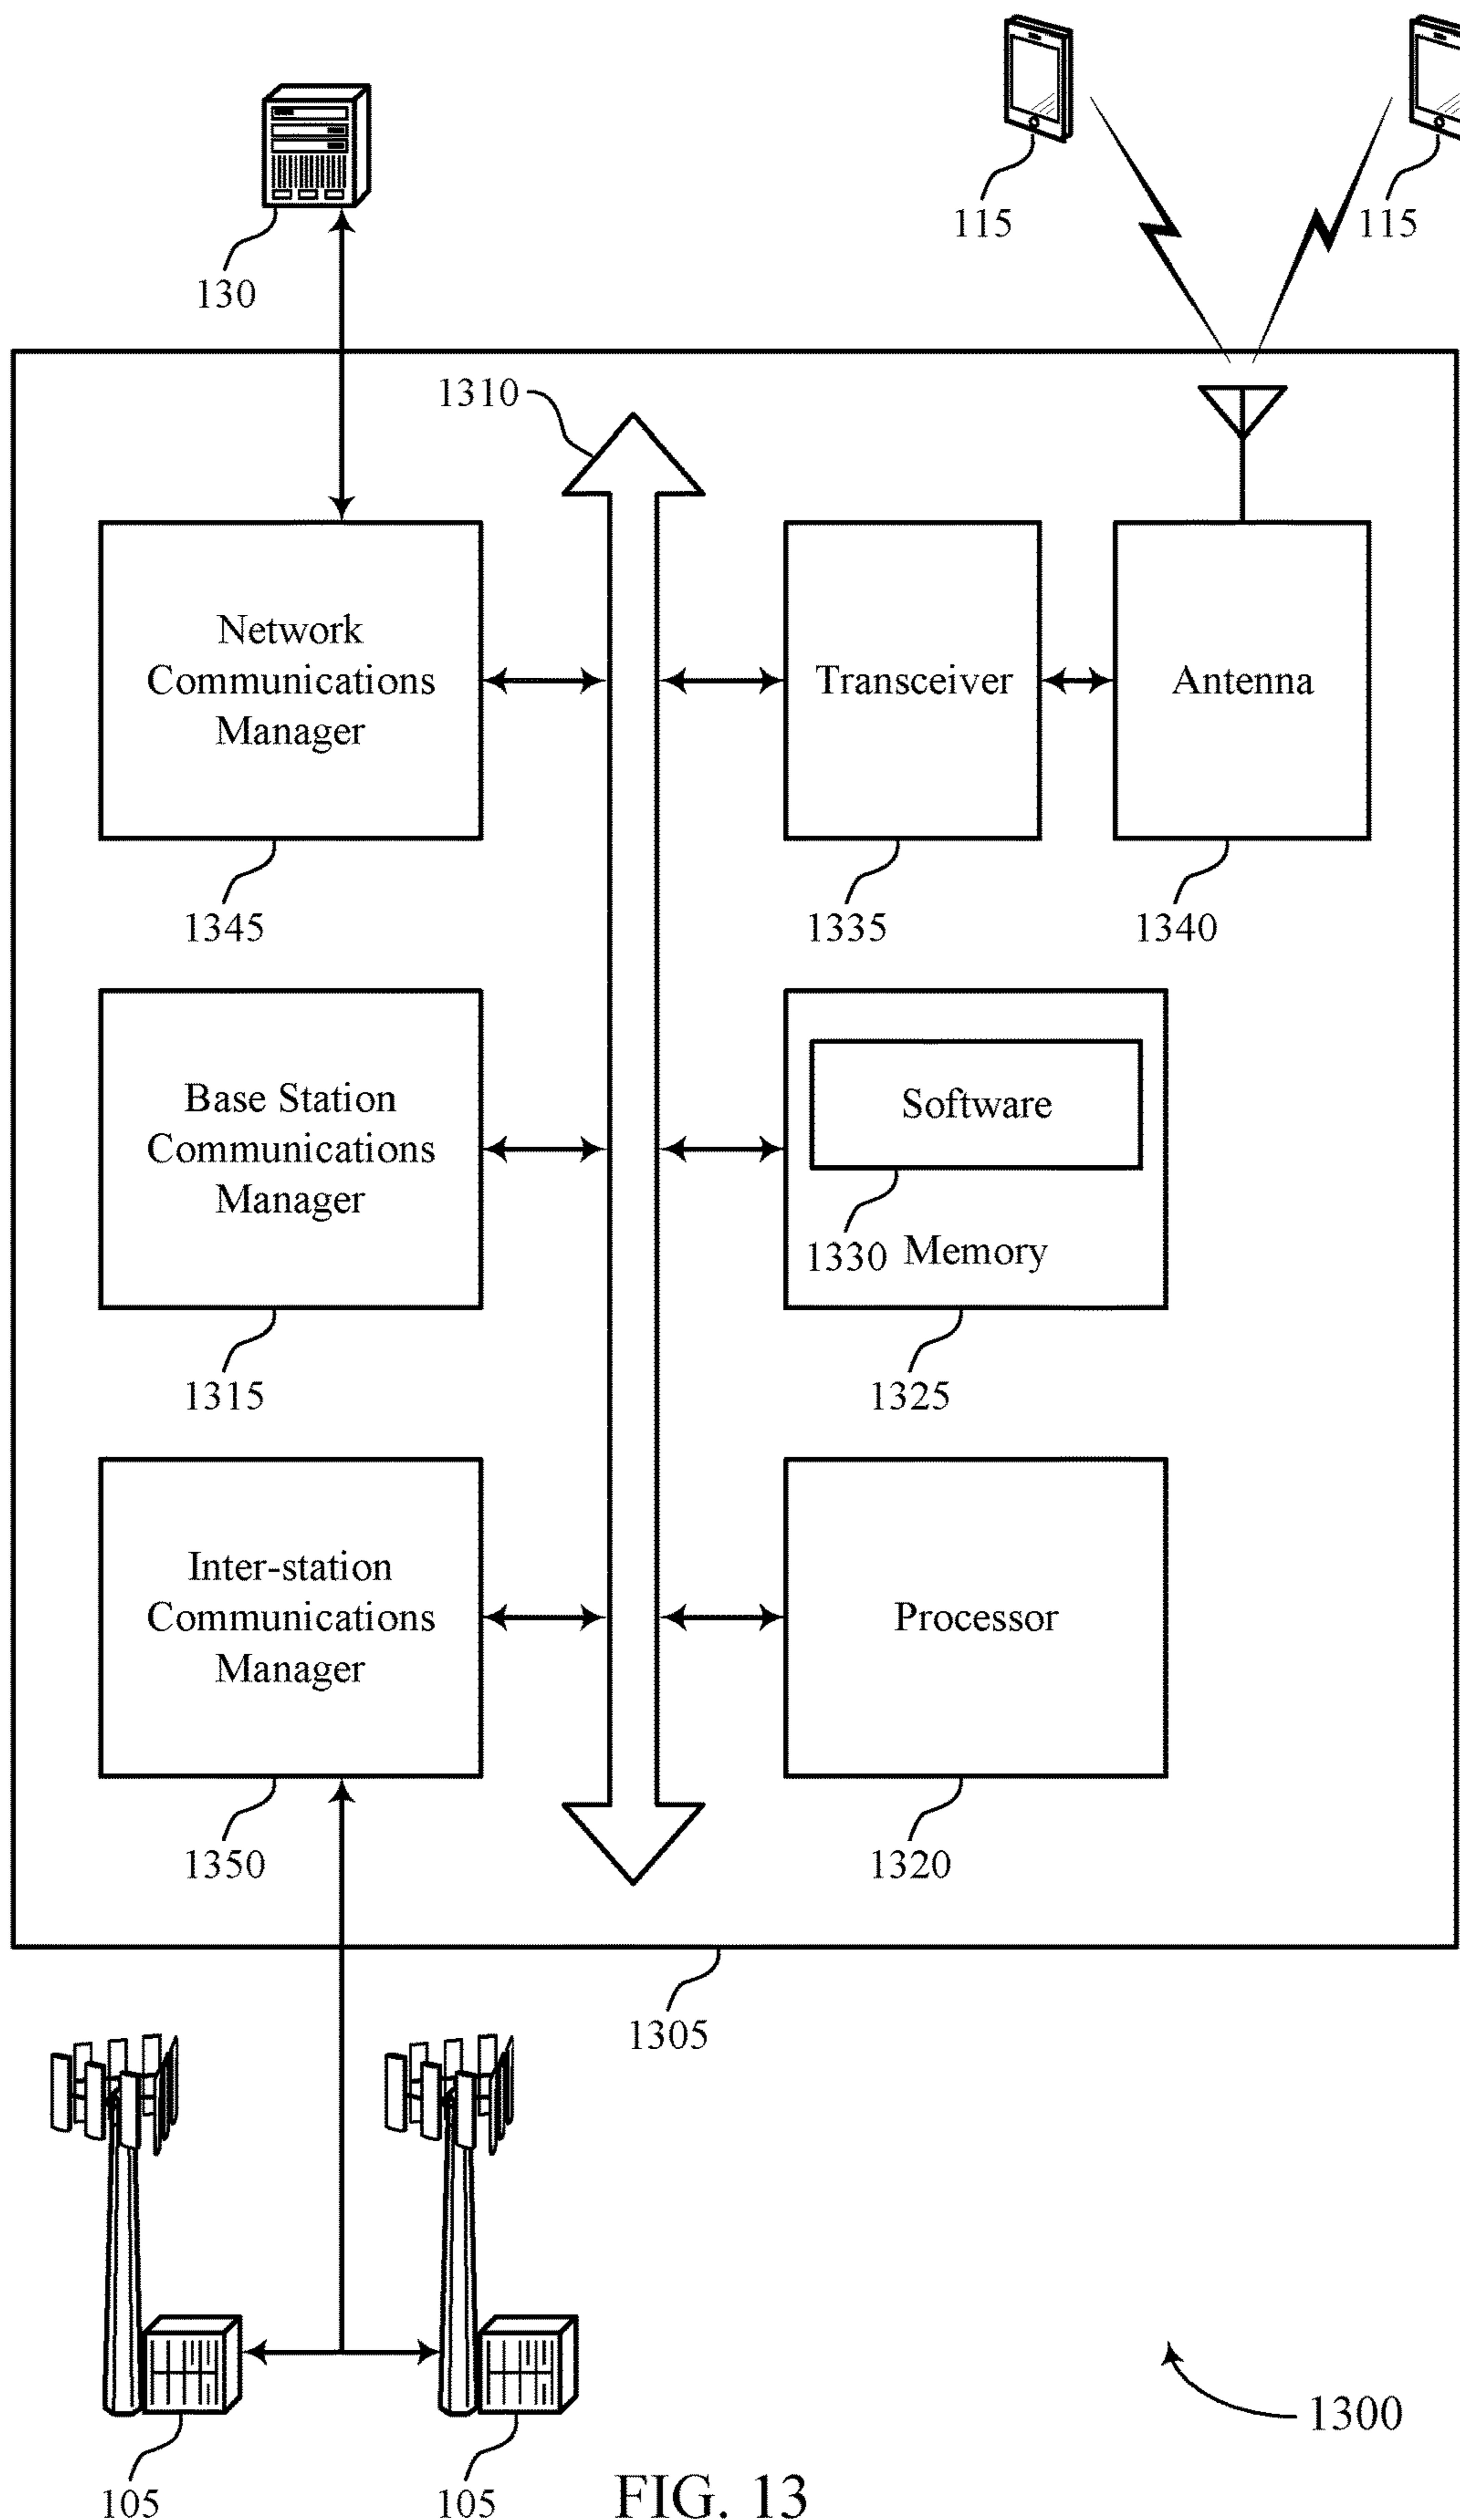 115
115
130
1310
Network
Communications
Manager
Transceiver
Antenna
1345
1335
1340
Base Station
Communications
Manager
Software
1330
Memory
1315
1325
Inter-station
Communications
Manager
Processor
1350
1320
1305
1300
105
105
FIG. 13